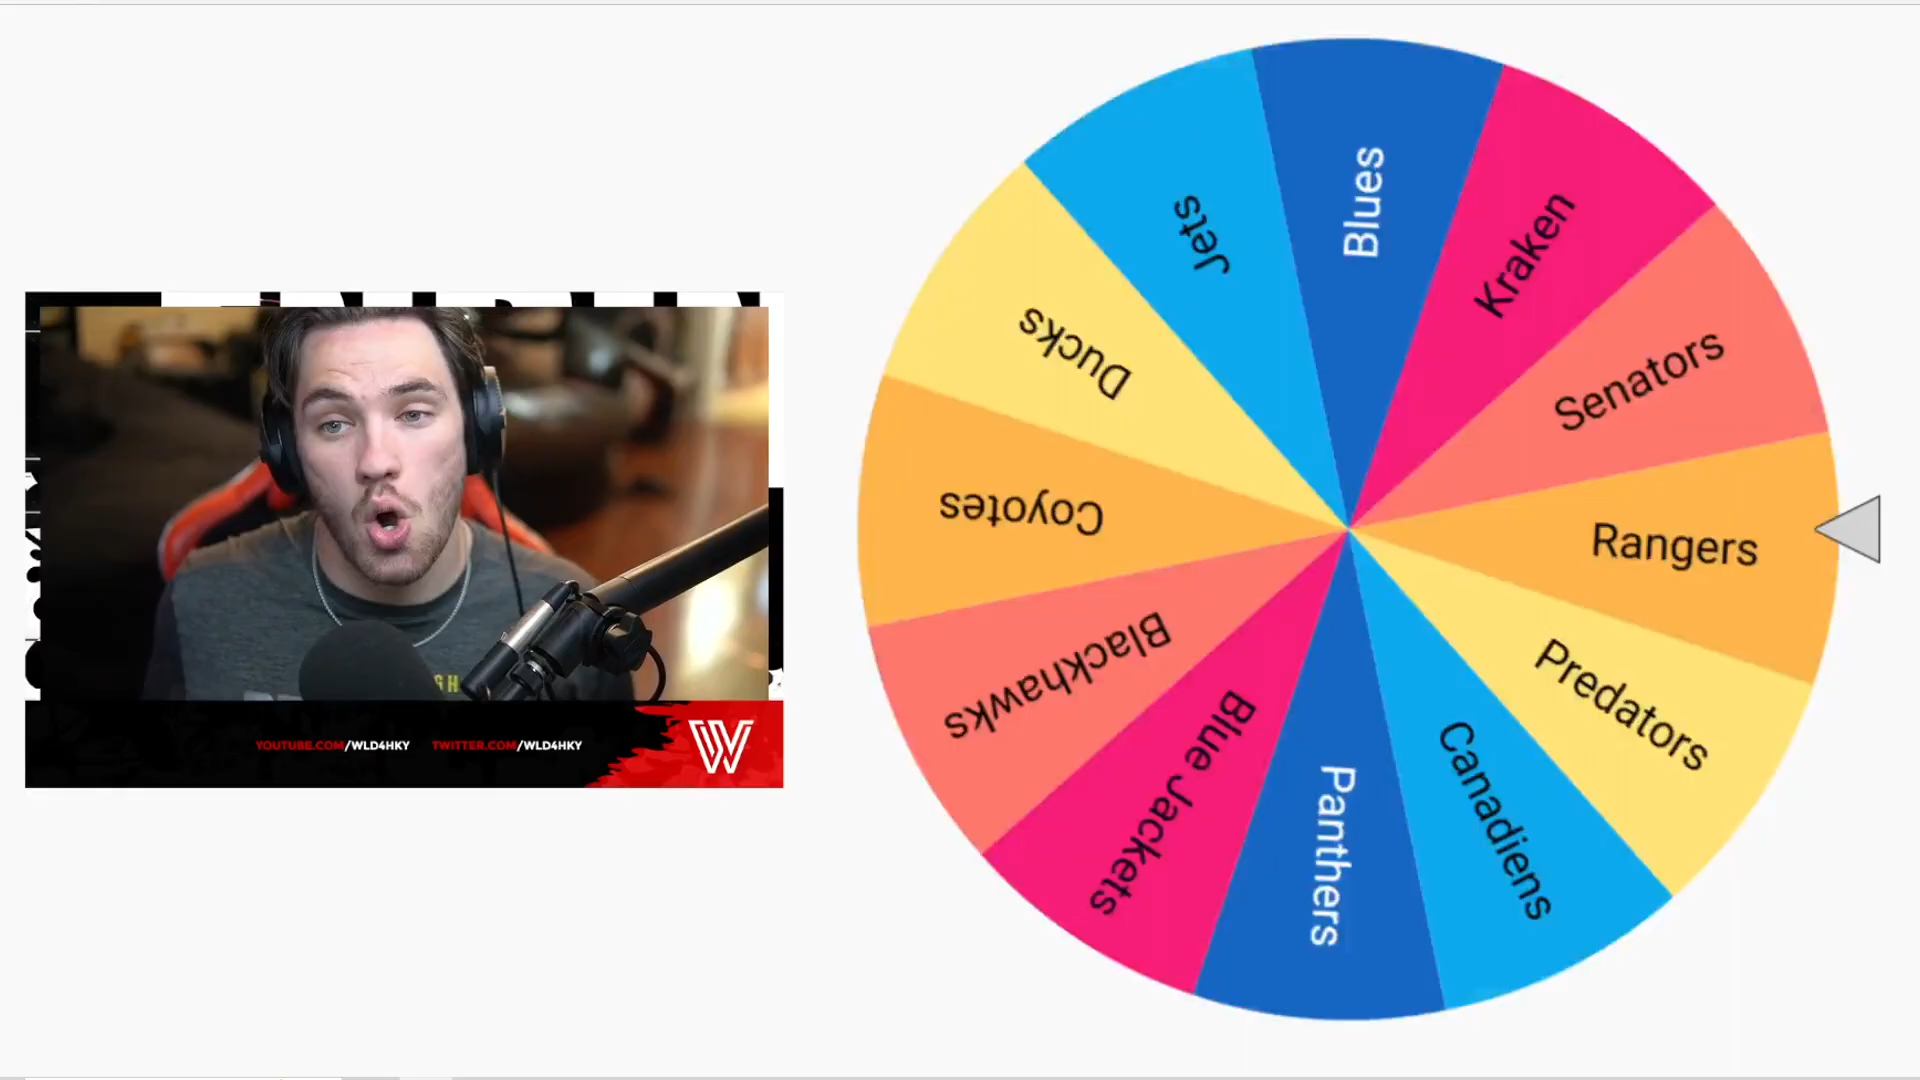 Blues
Kraken
Jets
Senators
Ducks
Rangers
Coyotes
Predators
Blackhawks
Canadiens
Blue Jackets
Panthers
GH
YOUTUBE.COM/WLD4HKY TWITTER.COM/WLD4HKY
W